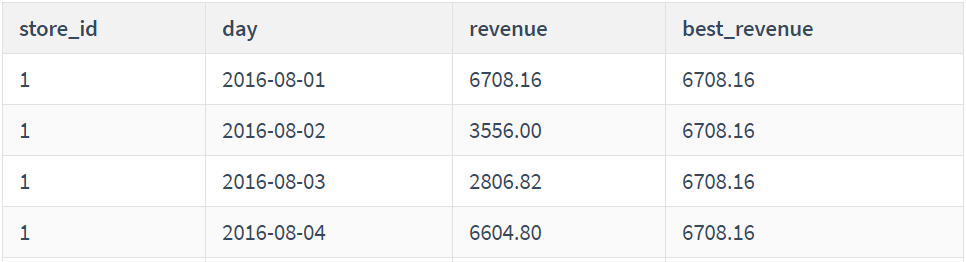 store_id day revenue best_revenue
1 2016-08-01 6708.16 6708.16
1 2016-08-02 3556.00 6708.16
1 2016-08-03 2806.82 6708.16
1 2016-08-04 6604.80 6708.16